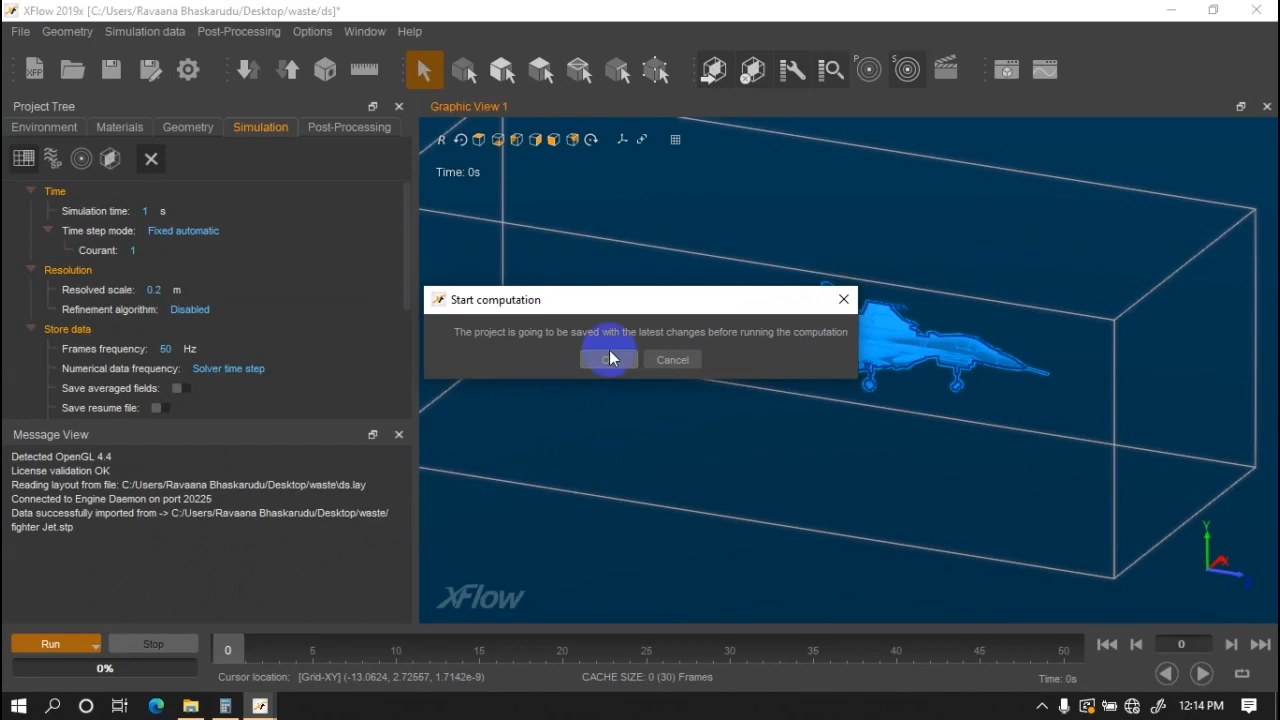 XFlow 2019x [C:/Users/Ravaana Bhaskarudu/Desktop/waste/ds]*
File Geometry Simulation data Post-Processing Options Window Help
XFP
P
S
Project Tree
Graphic View 1
Environment Materials Geometry Simulation Post-Processing
SP
R
Time: 0s
Time
Simulation time: 1 s
Time step mode: Fixed automatic
Courant: 1
Resolution
Resolved scale: 0.2 m
Refinement algorithm: Disabled
Store data
Frames frequency: 50 Hz
Numerical data frequency: Solver time step
Save averaged fields:
Save resume file:
Start computation
The project is going to be saved with the latest changes before running the computation
Cancel
Message View
Detected OpenGL 4.4
License validation OK
Reading layout from file: C:/Users/Ravaana Bhaskarudu/Desktop/waste\ds.lay
Connected to Engine Daemon on port 20225
Data successfully imported from -> C:/Users/Ravaana Bhaskarudu/Desktop/waste/
fighter Jet.stp
Y
XFlow
Run Stop 0 5 10 15 20 25 30 35 40 45 50 55 60 0
0%
Cursor location: [Grid-XY] (-13.0624, 2.72557, 1.7142e-9) CACHE SIZE: 0 (30) Frames Time: 0s
12:14 PM